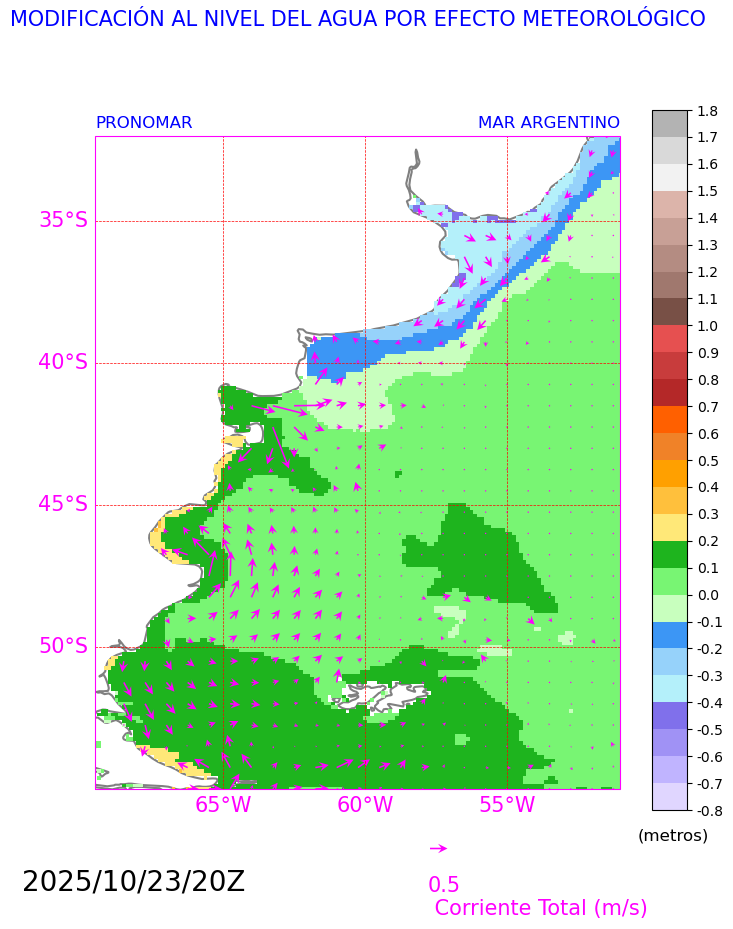 MODIFICACIÓN AL NIVEL DEL AGUA POR EFECTO METEOROLÓGICO
PRONOMAR
MAR ARGENTINO
35°S
40°S
45°S
50°S
65°W
60°W
55°W
1.8
1.7
1.6
1.5
1.4
1.3
1.2
1.1
1.0
0.9
0.8
0.7
0.6
0.5
0.4
0.3
0.2
0.1
0.0
-0.1
-0.2
-0.3
-0.4
-0.5
-0.6
-0.7
-0.8
(metros)
2025/10/23/20Z
0.5
Corriente Total (m/s)